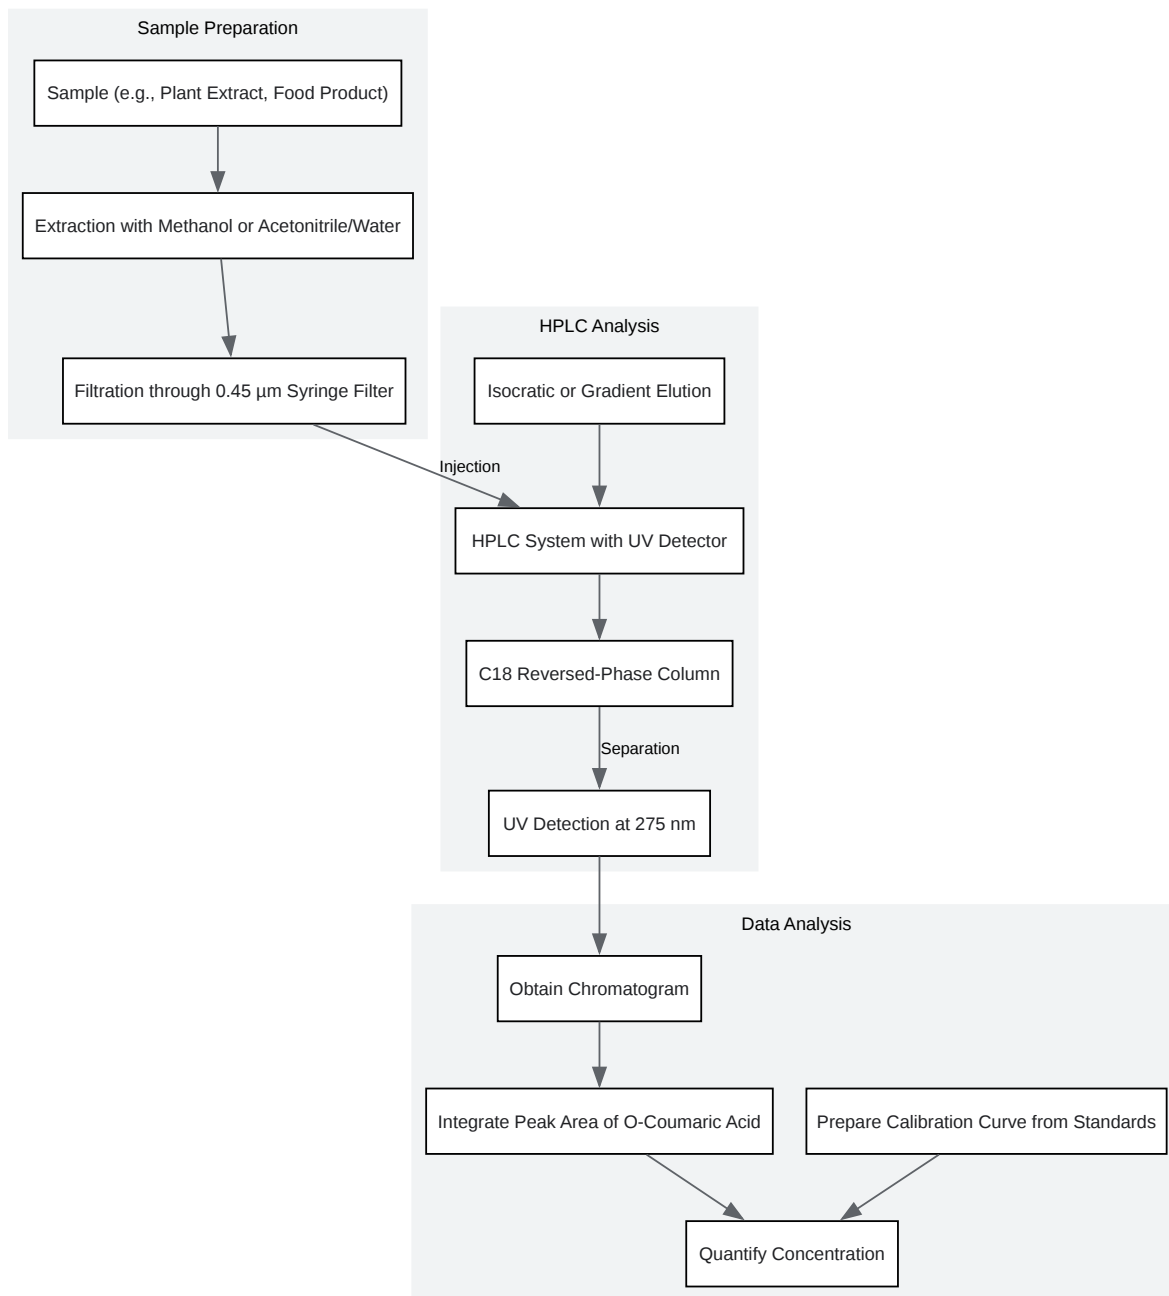 Sample Preparation
Sample (e.g., Plant Extract, Food Product)
Extraction with Methanol or Acetonitrile/Water
Filtration through 0.45 µm Syringe Filter
Injection
HPLC Analysis
Isocratic or Gradient Elution
HPLC System with UV Detector
C18 Reversed-Phase Column
Separation
UV Detection at 275 nm
Data Analysis
Obtain Chromatogram
Integrate Peak Area of O-Coumaric Acid
Prepare Calibration Curve from Standards
Quantify Concentration